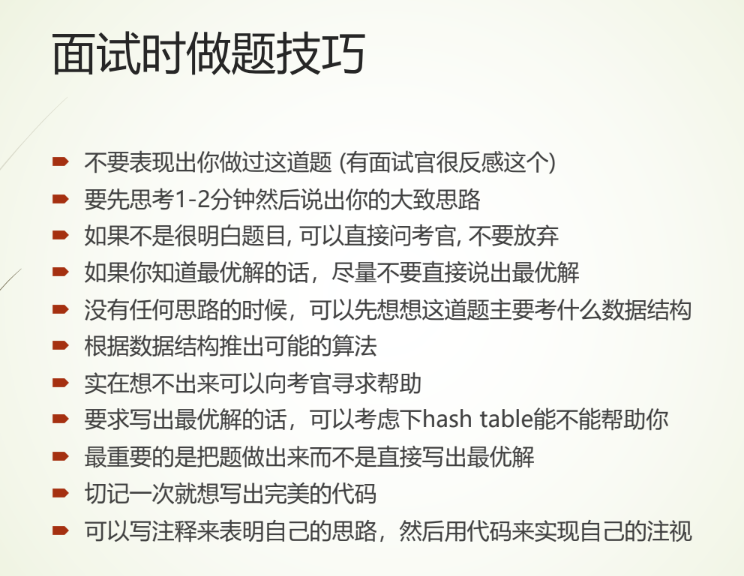 面试时做题技巧
不要表现出你做过这道题 (有面试官很反感这个)
要先思考1-2分钟然后说出你的大致思路
如果不是很明白题目, 可以直接问考官, 不要放弃
如果你知道最优解的话，尽量不要直接说出最优解
没有任何思路的时候，可以先想想这道题主要考什么数据结构
根据数据结构推出可能的算法
实在想不出来可以向考官寻求帮助
要求写出最优解的话，可以考虑下hash table能不能帮助你
最重要的是把题做出来而不是直接写出最优解
切记一次就想写出完美的代码
可以写注释来表明自己的思路，然后用代码来实现自己的注视